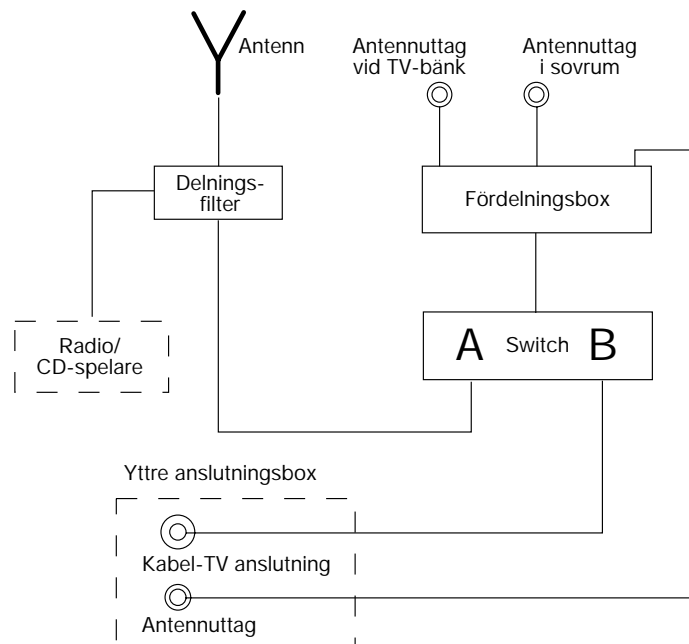 Antenn
Antennuttag
vid TV-bänk
Antennuttag
i sovrum
Delnings-
filter
Fördelningsbox
Radio/
CD-spelare
A Switch B
Yttre anslutningsbox
Kabel-TV anslutning
Antennuttag